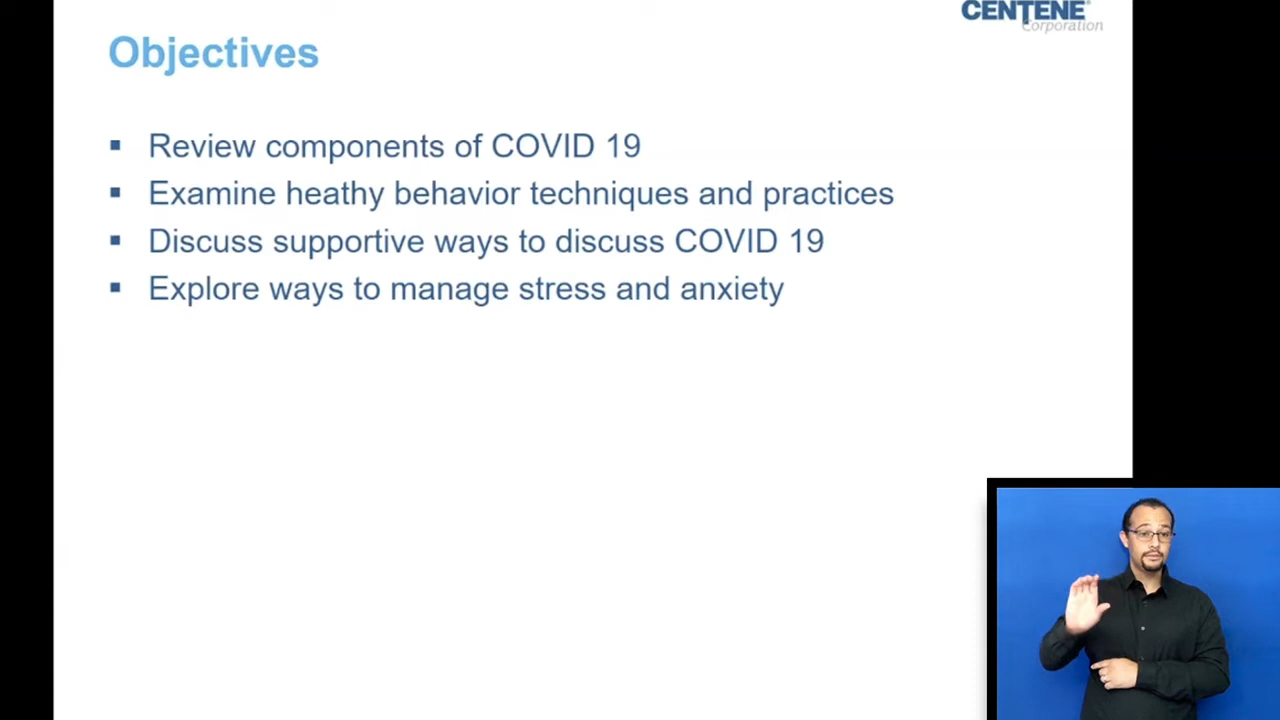 CENTENE®
Corporation
Objectives
▪ Review components of COVID 19
▪ Examine heathy behavior techniques and practices
▪ Discuss supportive ways to discuss COVID 19
▪ Explore ways to manage stress and anxiety